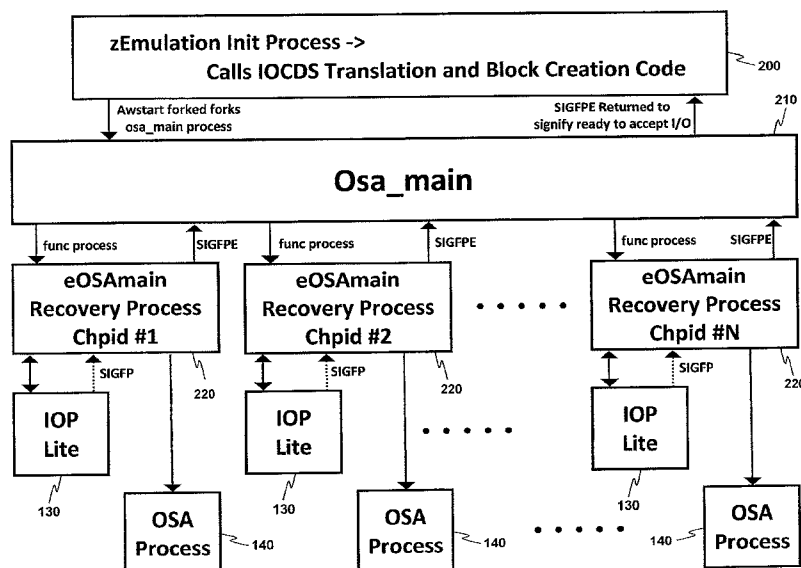 zEmulation Init Process ->
Calls IOCDS Translation and Block Creation Code
200
Awstart forked forks
osa_main process
SIGFPE Returned to
signify ready to accept I/O
210
Osa_main
func process
SIGFPE
func process
SIGFPE
func process
SIGFPE
eOSAmain
Recovery Process
Chpid #1
eOSAmain
Recovery Process
Chpid #2
eOSAmain
Recovery Process
Chpid #N
SIGFP
220
SIGFP
220
SIGFP
220
IOP
Lite
IOP
Lite
IOP
Lite
130
130
130
OSA
Process
140
OSA
Process
140
OSA
Process
140